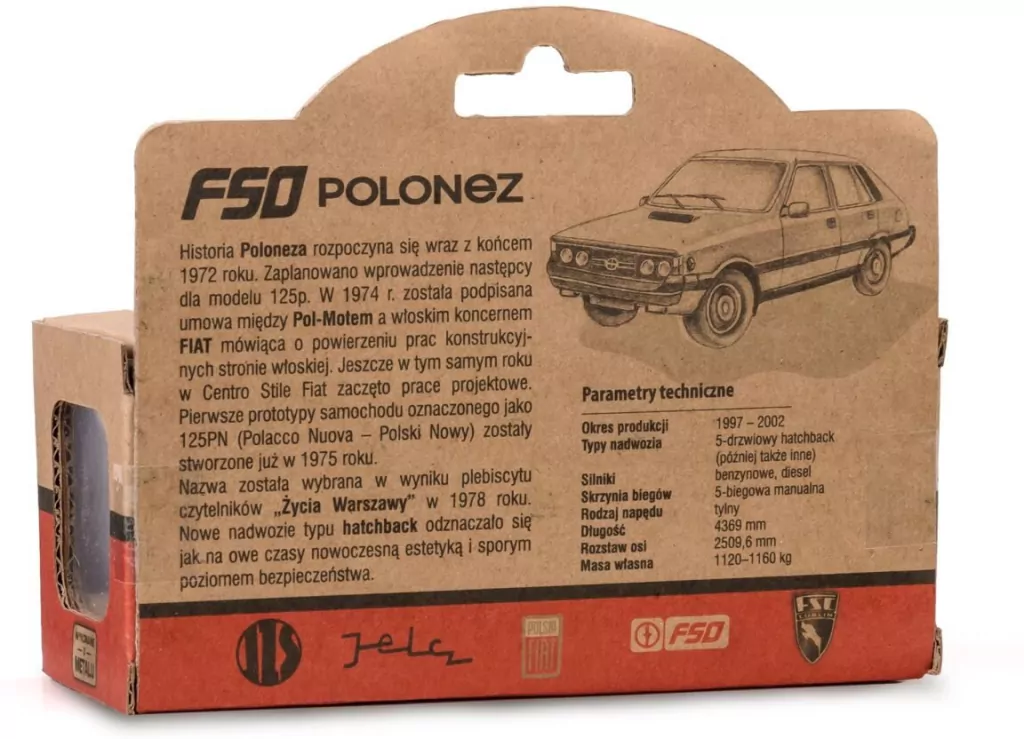 FSO POLONEZ
Historia Poloneza rozpoczyna się wraz z końcem
1972 roku. Zaplanowano wprowadzenie następcy
dla modelu 125p. W 1974 r. została podpisana
umowa między Pol-Motem a włoskim koncernem
FIAT mówiąca o powierzeniu prac konstrukcyj-
nych stronie włoskiej. Jeszcze w tym samym roku
w Centro Stile Fiat zaczęto prace projektowe.
Pierwsze prototypy samochodu oznaczonego jako
125PN (Polacco Nuova – Polski Nowy) zostały
stworzone już w 1975 roku.
Nazwa została wybrana w wyniku plebiscytu
czytelników „Życia Warszawy" w 1978 roku.
Nowe nadwozie typu hatchback odznaczało się
jak na owe czasy nowoczesną estetyką i sporym
poziomem bezpieczeństwa.
Parametry techniczne
Okres produkcji 1997 – 2002
Typy nadwozia 5-drzwiowy hatchback
(później także inne)
Silniki benzynowe, diesel
Skrzynia biegów 5-biegowa manualna
Rodzaj napędu tylny
Długość 4369 mm
Rozstaw osi 2509,6 mm
Masa własna 1120–1160 kg
WYKONANE
– Z –
METALU
Jelcz
POLSKI
FIAT
FSO
FSC
LUBLIN